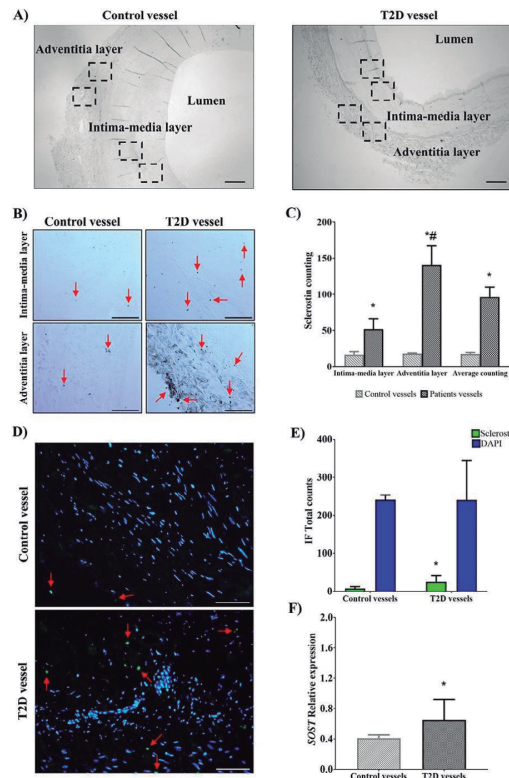 A)
Control vessel
T2D vessel
Adventitia layer
Lumen
Intima-media layer
Lumen
Intima-media layer
Adventitia layer
B)
Control vessel
T2D vessel
Intima-media layer
Adventitia layer
C)
Sclerostin counting
200
150
100
50
0
*
*#
*
Intima-media layer
Adventitia layer
Average counting
Control vessels
Patients vessels
D)
Control vessel
T2D vessel
E)
Sclerost
DAPI
IF Total counts
400
300
200
100
0
*
Control vessels
T2D vessels
F)
SOST Relative expression
1.6
1.2
0.8
0.4
0.0
*
Control vessels
T2D vessels